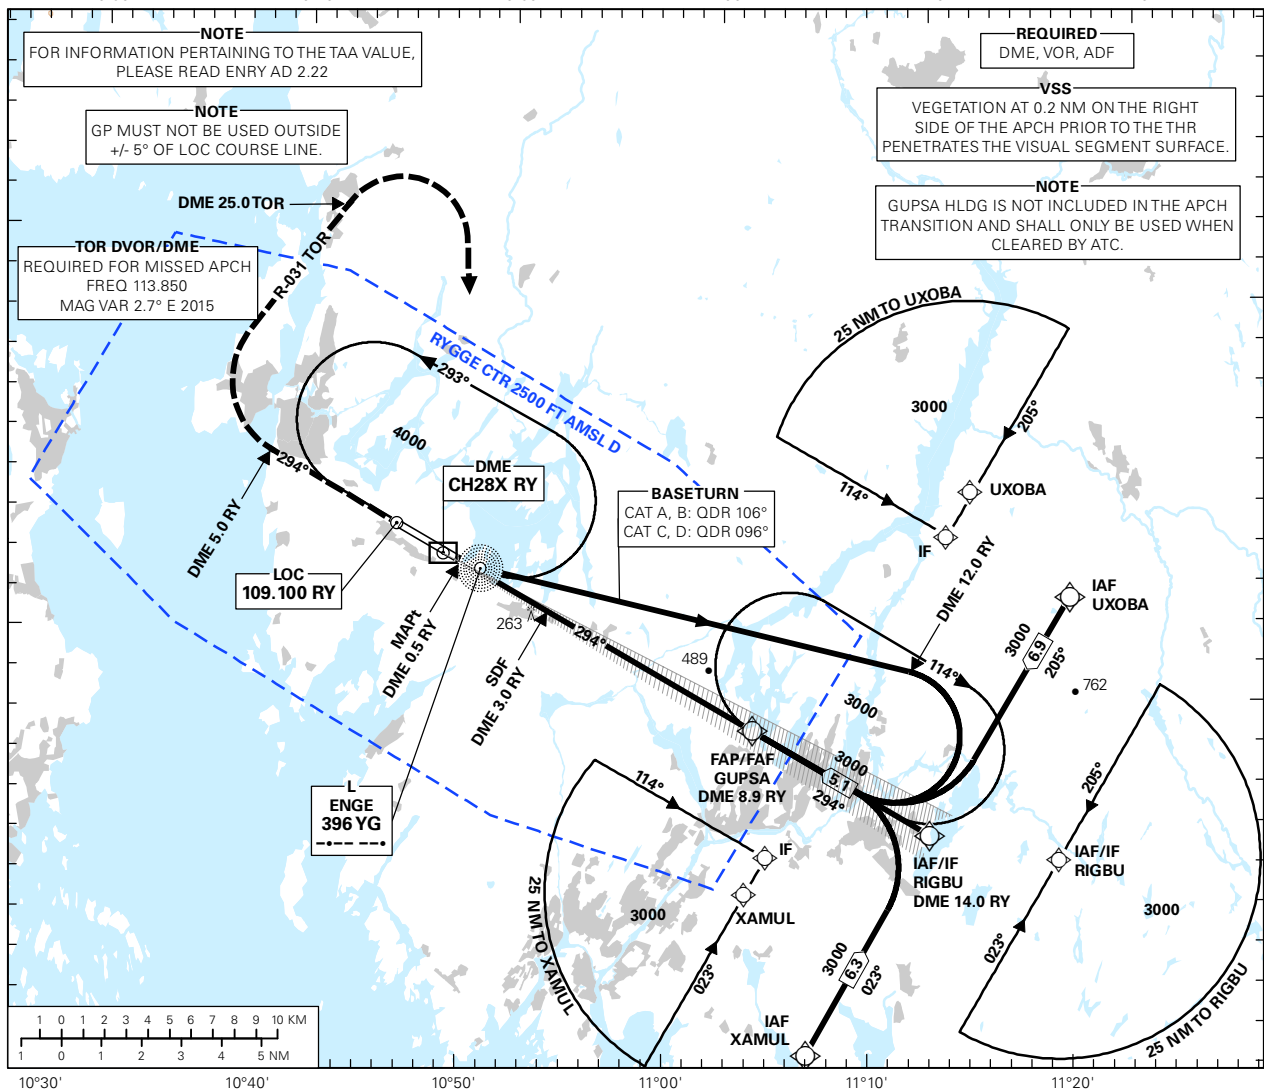 NOTE
FOR INFORMATION PERTAINING TO THE TAA VALUE,
PLEASE READ ENRY AD 2.22
NOTE
GP MUST NOT BE USED OUTSIDE
+/- 5° OF LOC COURSE LINE.
REQUIRED
DME, VOR, ADF
VSS
VEGETATION AT 0.2 NM ON THE RIGHT
SIDE OF THE APCH PRIOR TO THE THR
PENETRATES THE VISUAL SEGMENT SURFACE.
NOTE
GUPSA HLDG IS NOT INCLUDED IN THE APCH
TRANSITION AND SHALL ONLY BE USED WHEN
CLEARED BY ATC.
DME 25.0 TOR
TOR DVOR/DME
REQUIRED FOR MISSED APCH
FREQ 113.850
MAG VAR 2.7° E 2015
R-031 TOR
RYGGE CTR 2500 FT AMSL D
293°
4000
294°
DME 5.0 RY
DME
CH28X RY
LOC
109.100 RY
BASETURN
CAT A, B: QDR 106°
CAT C, D: QDR 096°
25 NM TO UXOBA
3000
205°
114°
UXOBA
IF
DME 12.0 RY
IAF
UXOBA
3000
6.9
205°
762
MAPt
DME 0.5 RY
263
SDF
DME 3.0 RY
294°
489
114°
3000
FAP/FAF
GUPSA
DME 8.9 RY
3000
5.1
294°
IAF/IF
RIGBU
DME 14.0 RY
L
ENGE
396 YG
114°
IF
XAMUL
3000
023°
25 NM TO XAMUL
3000
6.3
023°
IAF
XAMUL
205°
IAF/IF
RIGBU
3000
023°
25 NM TO RIGBU
1 0 1 2 3 4 5 6 7 8 9 10 KM
1 0 1 2 3 4 5 NM
10°30' 10°40' 10°50' 11°00' 11°10' 11°20'